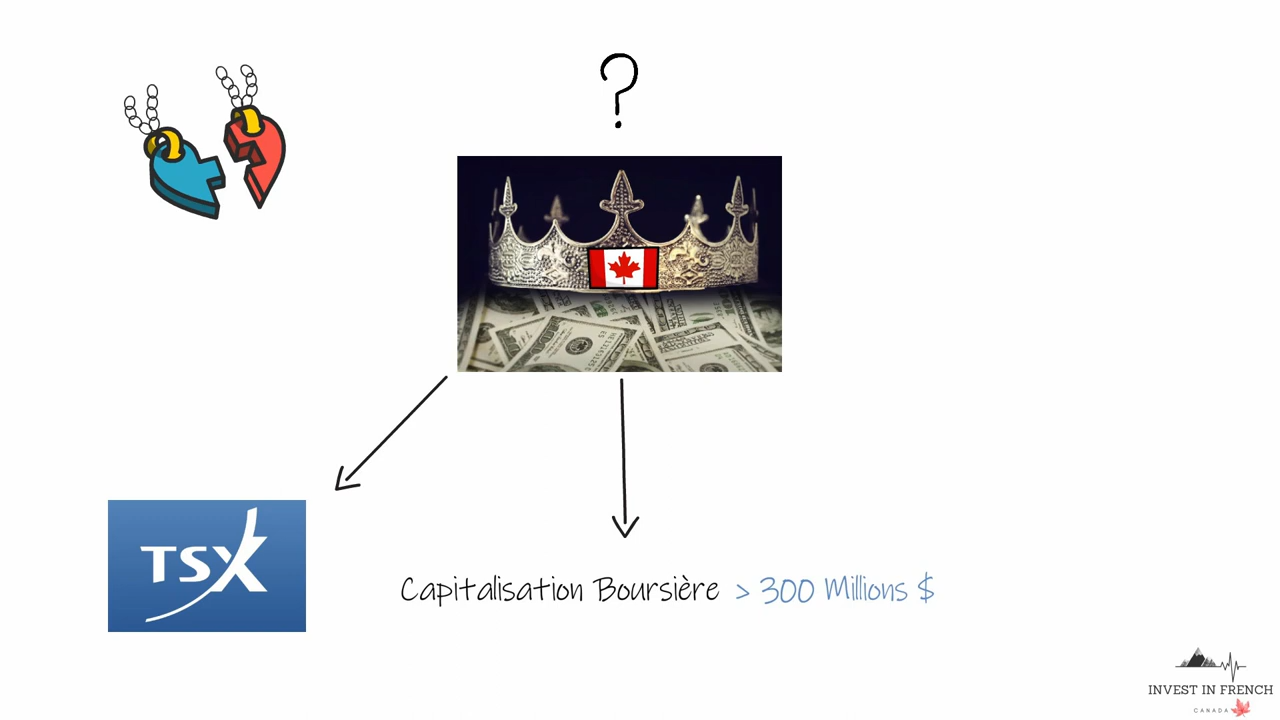 ?
TSX
Capitalisation Boursière > 300 Millions $
INVEST IN FRENCH
CANADA